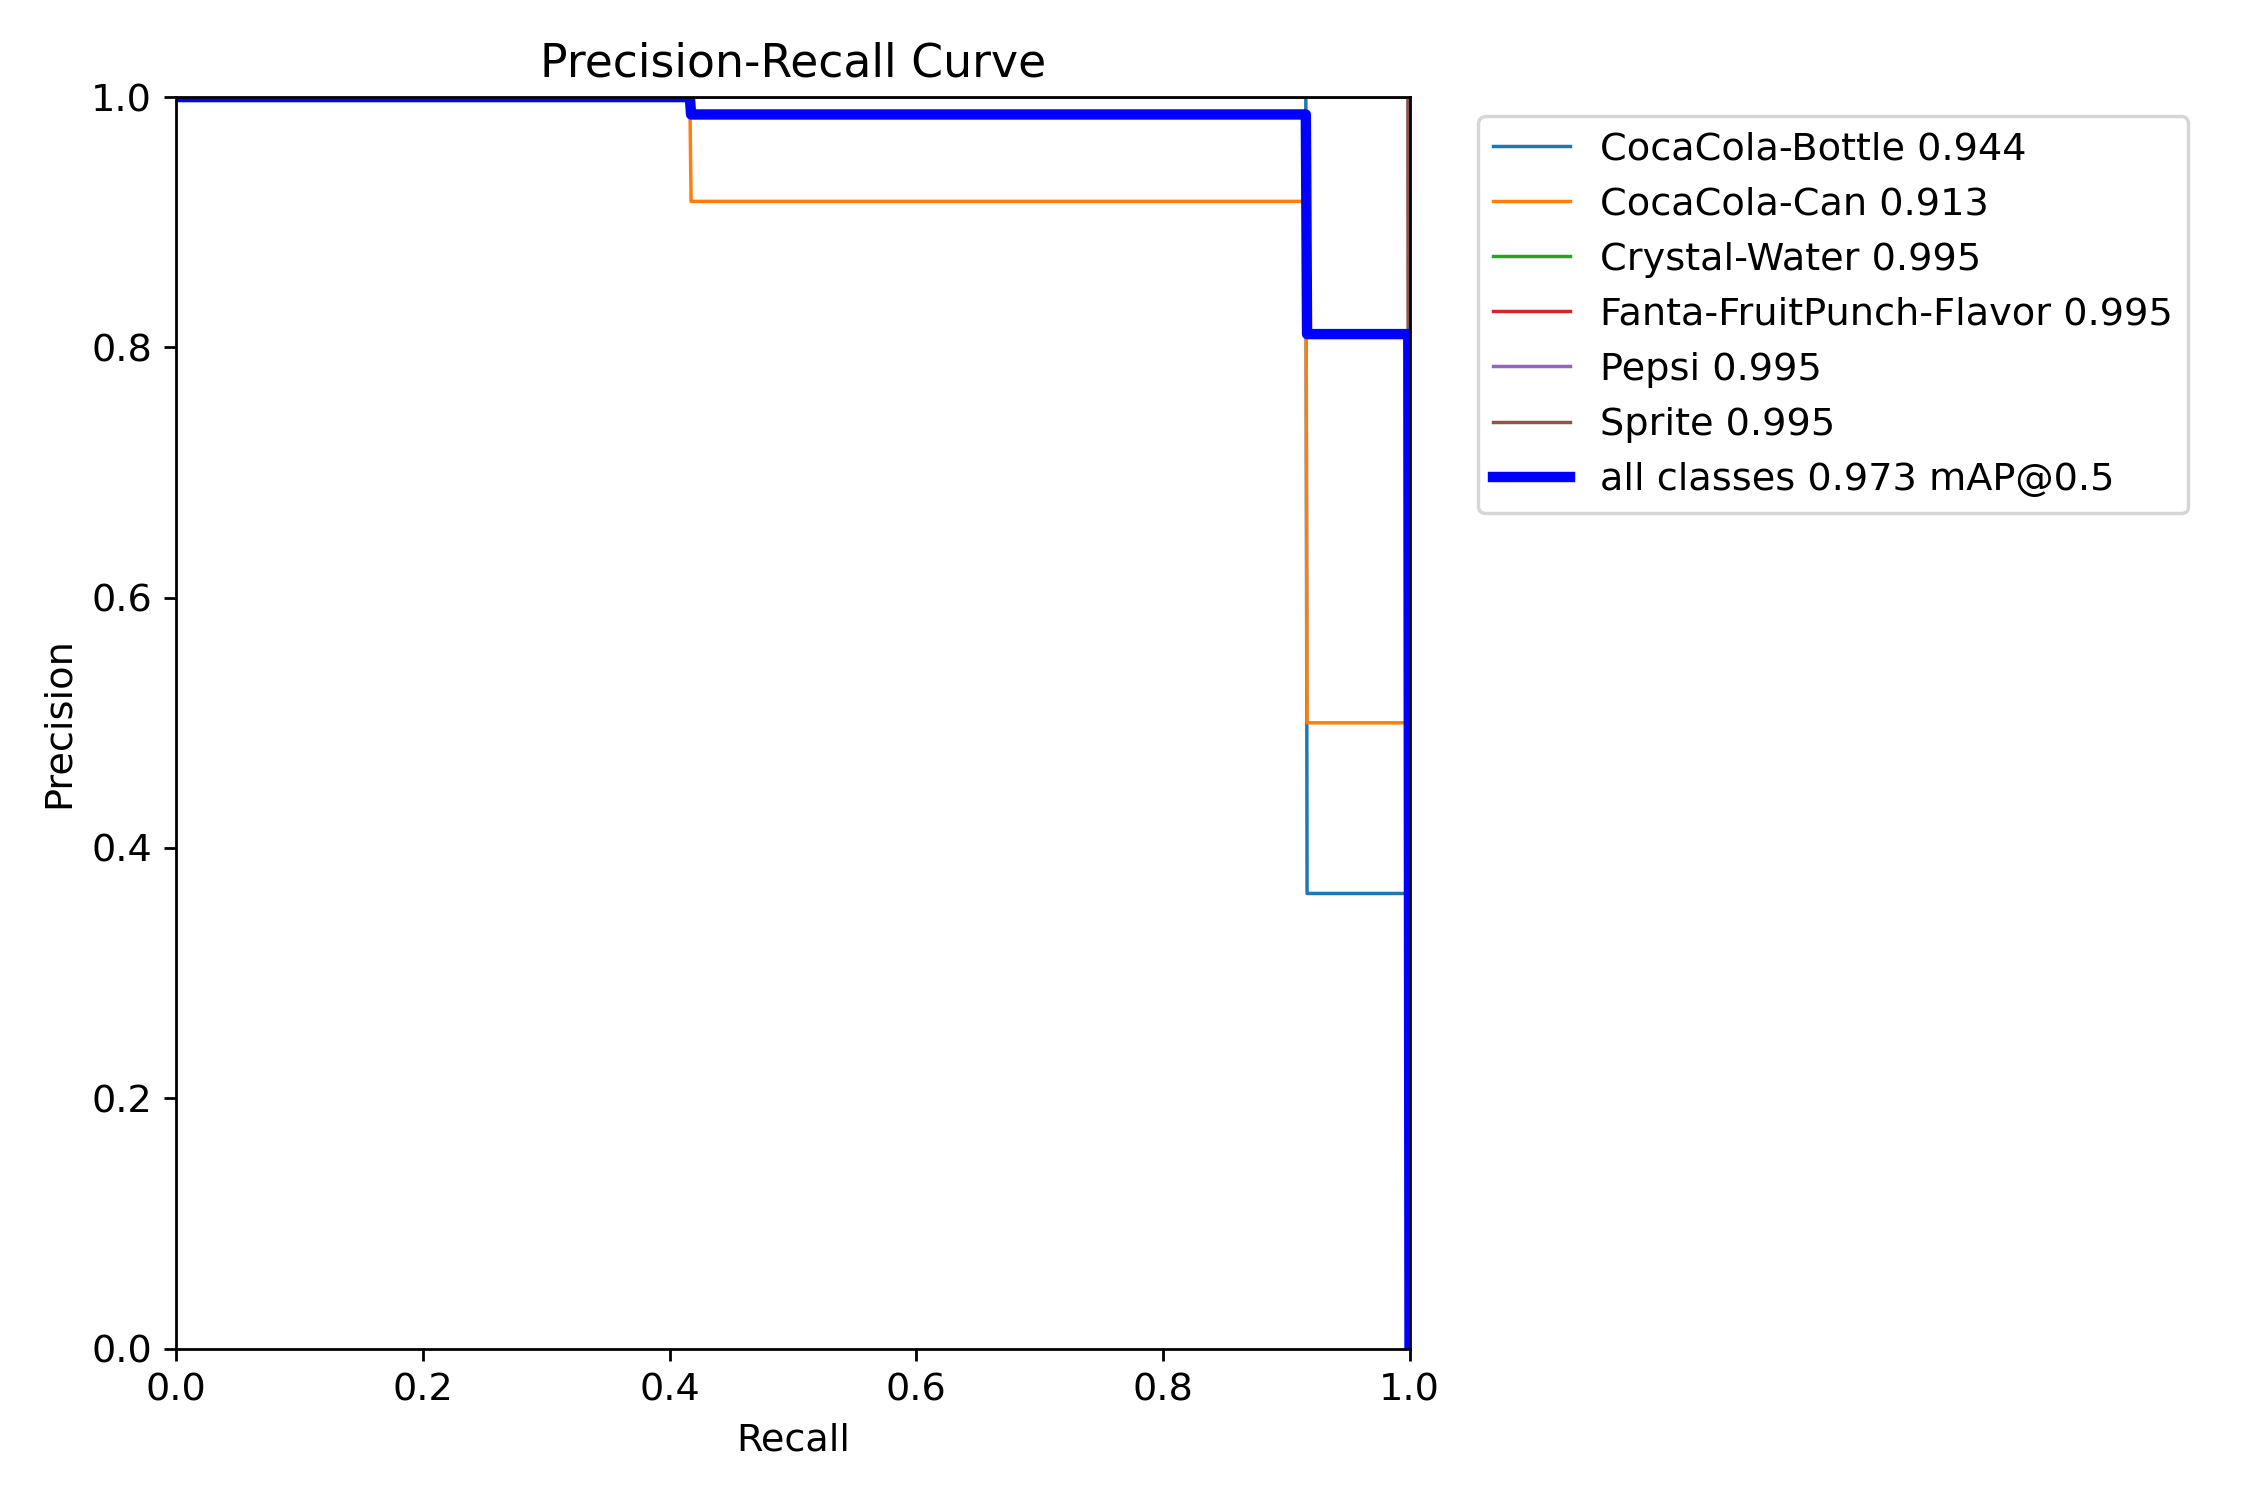 Precision-Recall Curve
1.0
0.8
0.6
0.4
0.2
0.0
Precision
0.0 0.2 0.4 0.6 0.8 1.0
Recall
CocaCola-Bottle 0.944
CocaCola-Can 0.913
Crystal-Water 0.995
Fanta-FruitPunch-Flavor 0.995
Pepsi 0.995
Sprite 0.995
all classes 0.973 mAP@0.5